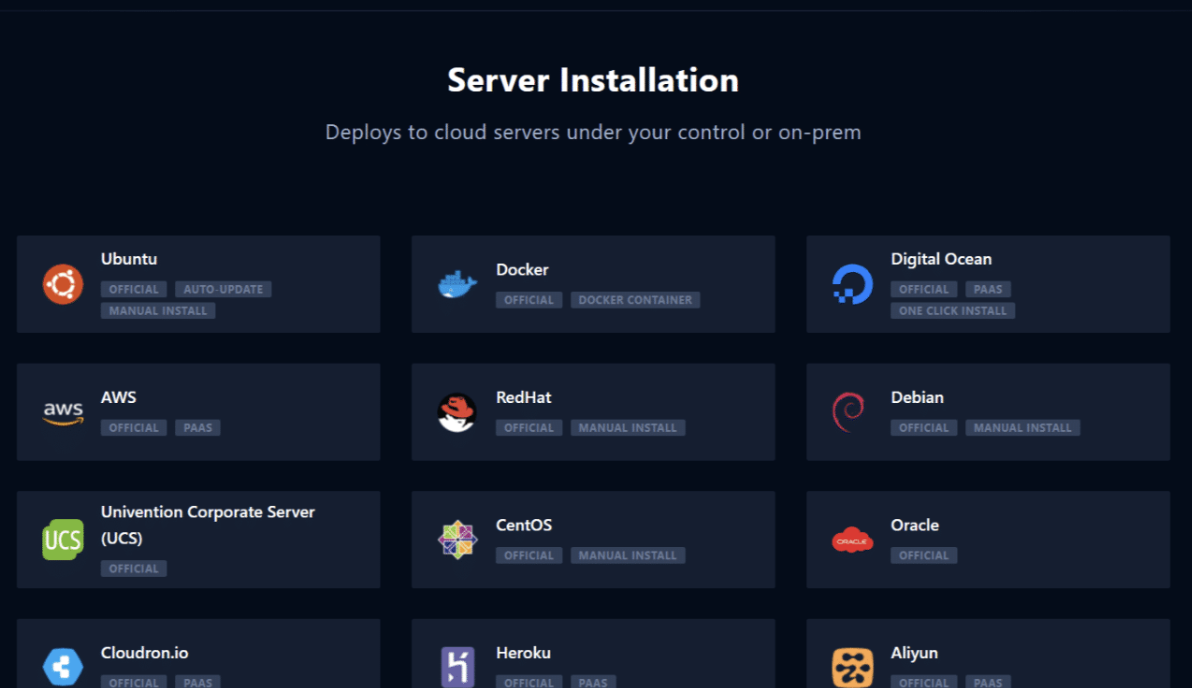 Server Installation
Deploys to cloud servers under your control or on-prem
Ubuntu
OFFICIAL AUTO-UPDATE
MANUAL INSTALL
Docker
OFFICIAL DOCKER CONTAINER
Digital Ocean
OFFICIAL PAAS
ONE CLICK INSTALL
aws
AWS
OFFICIAL PAAS
RedHat
OFFICIAL MANUAL INSTALL
Debian
OFFICIAL MANUAL INSTALL
UCS
Univention Corporate Server
(UCS)
OFFICIAL
CentOS
OFFICIAL MANUAL INSTALL
ORACLE
Oracle
OFFICIAL
Cloudron.io
OFFICIAL PAAS
Heroku
OFFICIAL PAAS
Aliyun
OFFICIAL PAAS